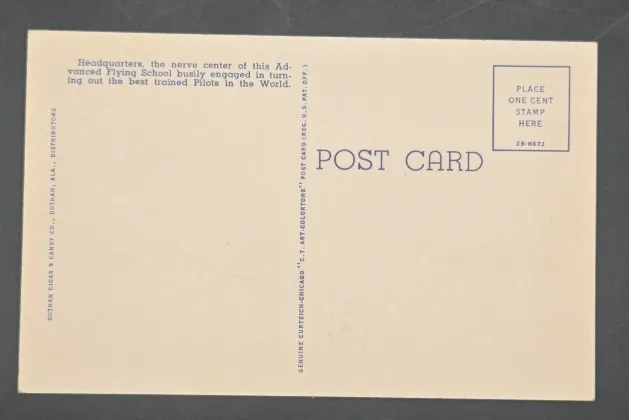 Headquarters, the nerve center of this Ad-
vanced Flying School busily engaged in turn-
ing out the best trained Pilots in the World.
DOTHAN CIGAR & CANDY CO., DOTHAN, ALA., DISTRIBUTORS
GENUINE CURTEICH-CHICAGO "C.T. ART-COLORTONE" POST CARD (REG. U.S. PAT. OFF.)
POST CARD
PLACE
ONE CENT
STAMP
HERE
2B-H672